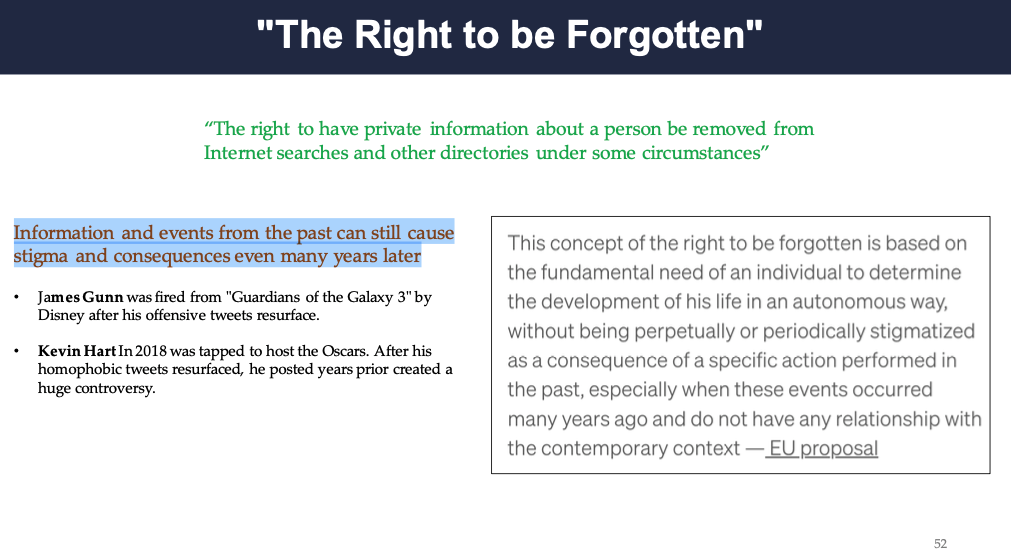 "The Right to be Forgotten"
“The right to have private information about a person be removed from
Internet searches and other directories under some circumstances”
Information and events from the past can still cause
stigma and consequences even many years later
• James Gunn was fired from "Guardians of the Galaxy 3" by
Disney after his offensive tweets resurface.
• Kevin Hart In 2018 was tapped to host the Oscars. After his
homophobic tweets resurfaced, he posted years prior created a
huge controversy.
This concept of the right to be forgotten is based on
the fundamental need of an individual to determine
the development of his life in an autonomous way,
without being perpetually or periodically stigmatized
as a consequence of a specific action performed in
the past, especially when these events occurred
many years ago and do not have any relationship with
the contemporary context — EU proposal
52